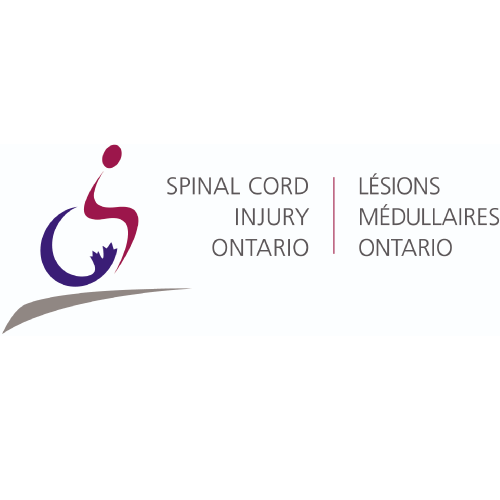 SPINAL CORD
INJURY
ONTARIO
LÉSIONS
MÉDULLAIRES
ONTARIO